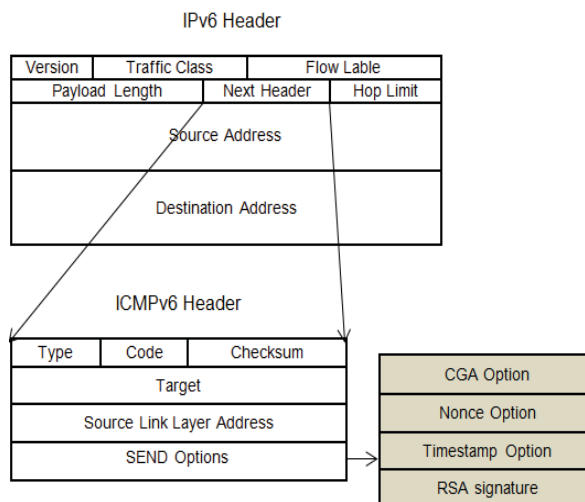 IPv6 Header
Version Traffic Class Flow Lable
Payload Length Next Header Hop Limit
Source Address
Destination Address
ICMPv6 Header
Type Code Checksum
Target
Source Link Layer Address
SEND Options
CGA Option
Nonce Option
Timestamp Option
RSA signature